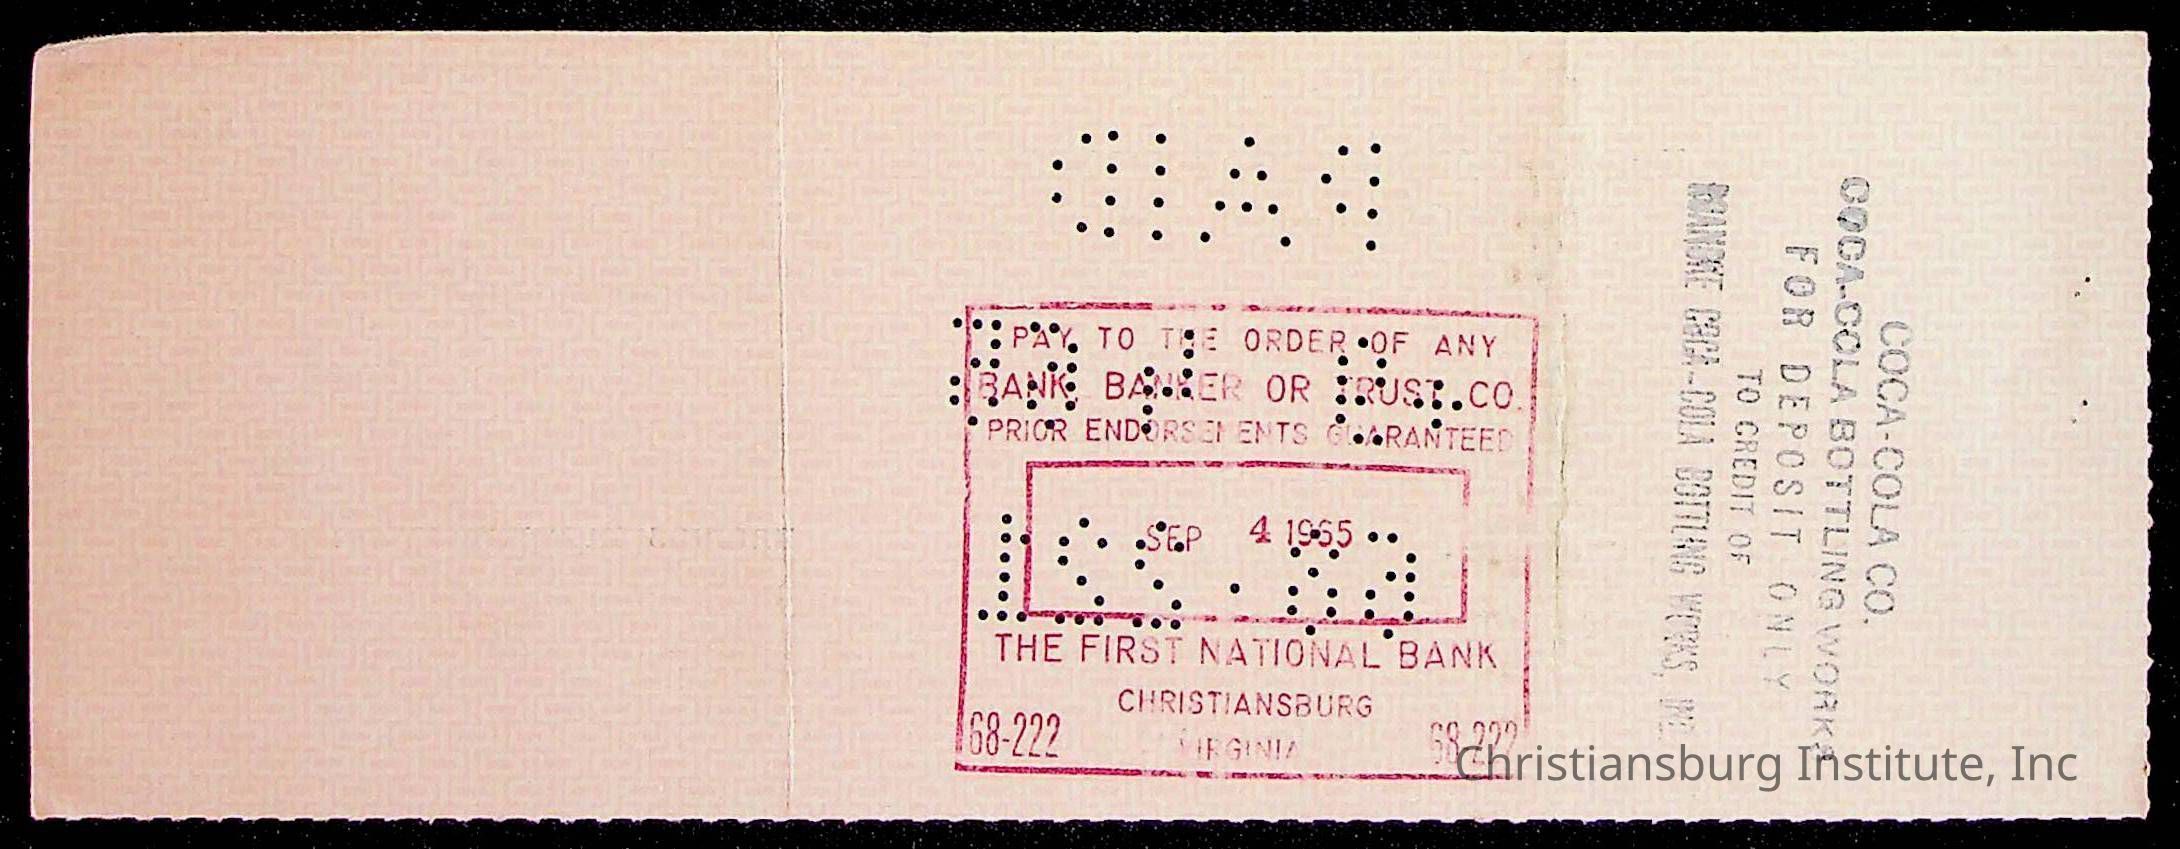 PAID
PAY TO THE ORDER OF ANY
BANK, BANKER OR TRUST CO.
PRIOR ENDORSEMENTS GUARANTEED
SEP 4 1965
THE FIRST NATIONAL BANK
CHRISTIANSBURG
68-222 VIRGINIA 68-222
COCA-COLA CO.
COCA-COLA BOTTLING WORKS
FOR DEPOSIT ONLY
TO CREDIT OF
ROANOKE COCA-COLA BOTTLING WORKS, INC.
Christiansburg Institute, Inc